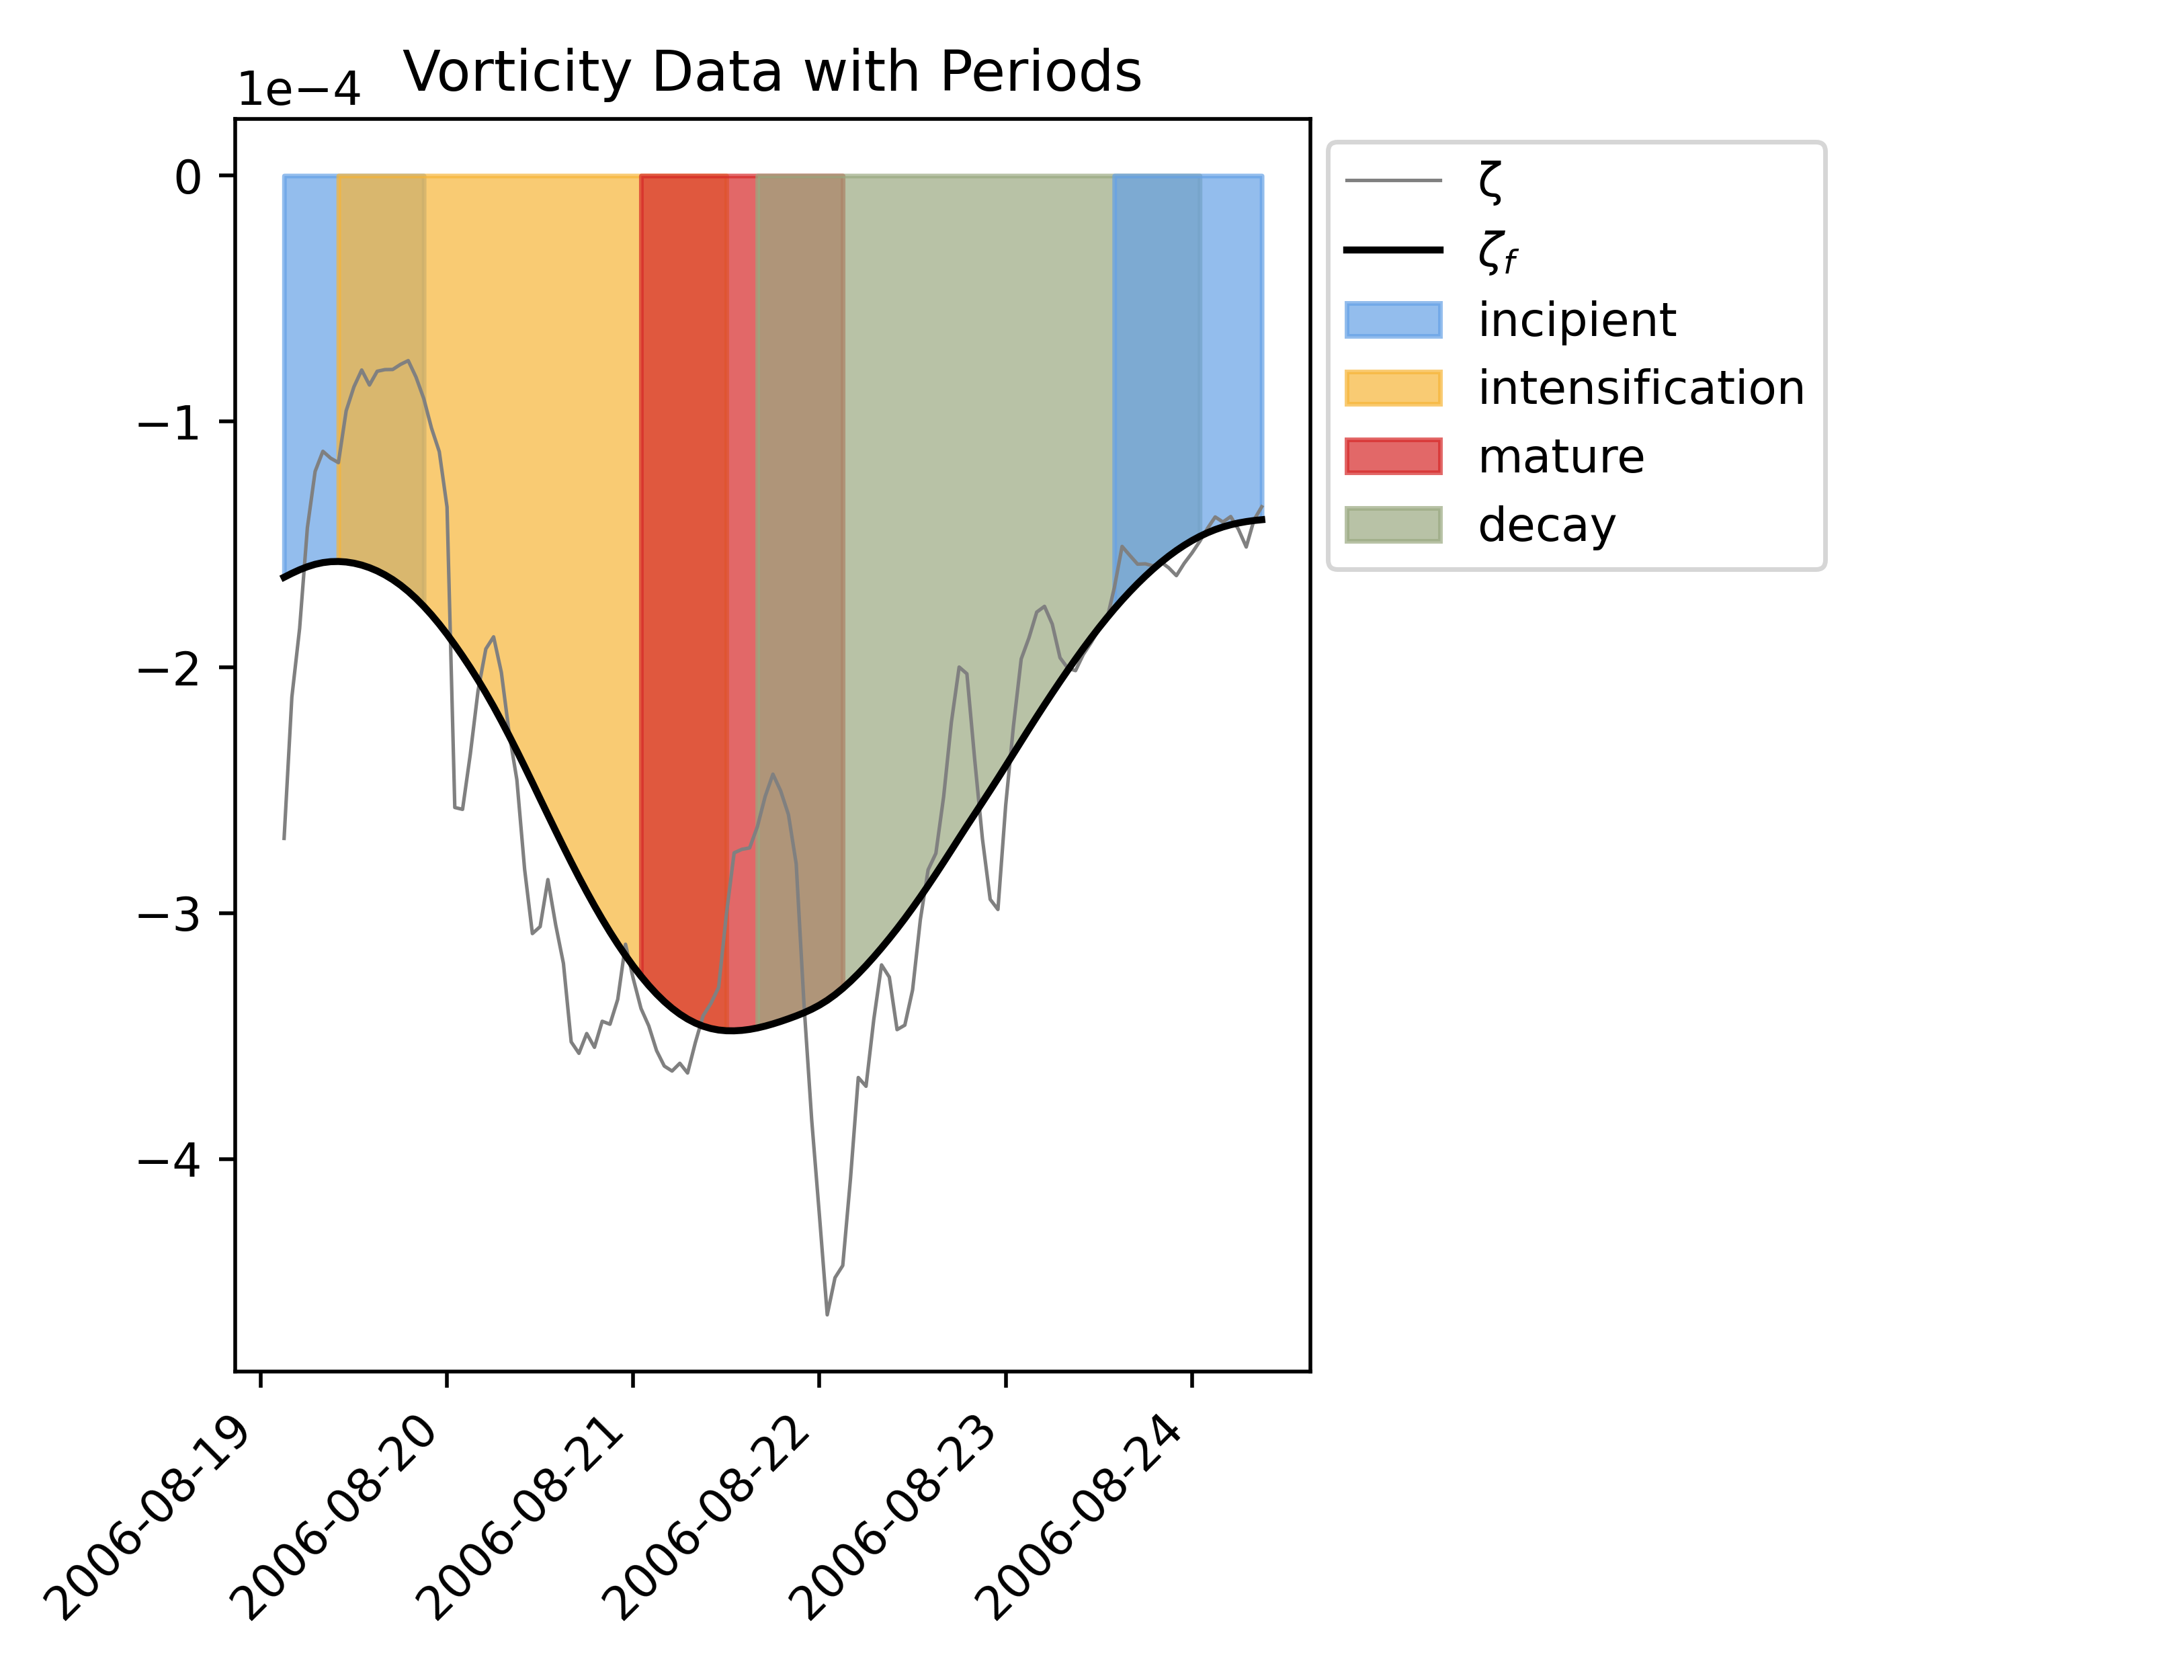 Vorticity Data with Periods
1e−4
0
−1
−2
−3
−4
2006-08-19
2006-08-20
2006-08-21
2006-08-22
2006-08-23
2006-08-24
ζ
ζf
incipient
intensification
mature
decay